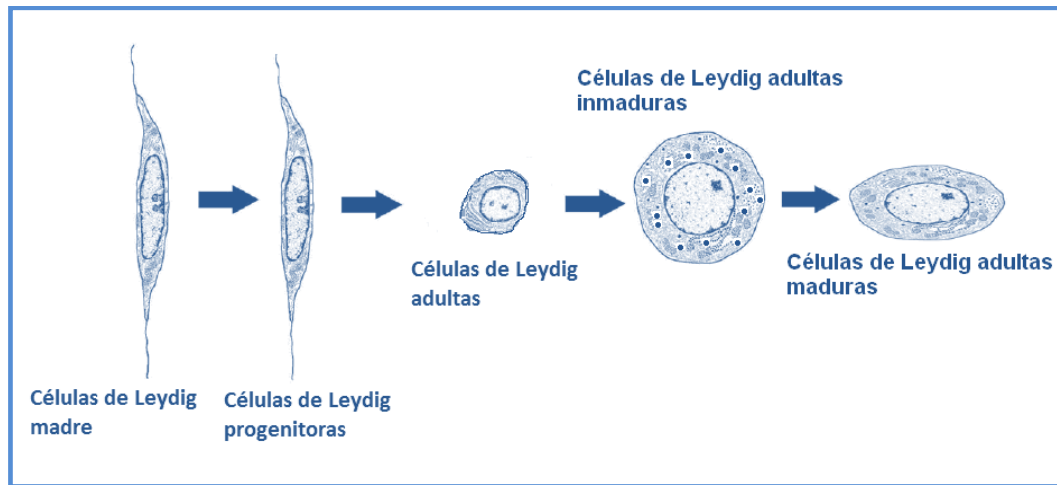 Células de Leydig
madre
Células de Leydig
progenitoras
Células de Leydig
adultas
Células de Leydig adultas
inmaduras
Células de Leydig adultas
maduras